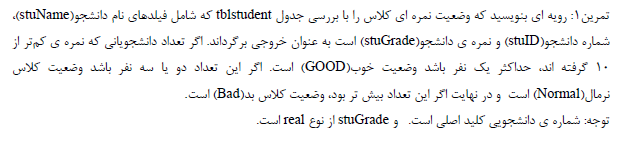 تمرین۱: رویه ای بنویسید که وضعیت نمره ای کلاس را با بررسی جدول tblstudent که شامل فیلدهای نام دانشجو(stuName)،
شماره دانشجو(stuID) و نمره ی دانشجو(stuGrade) است به عنوان خروجی برگرداند. اگر تعداد دانشجویانی که نمره ی کم‌تر از
۱۰ گرفته اند، حداکثر یک نفر باشد وضعیت خوب(GOOD) است. اگر این تعداد دو یا سه نفر باشد وضعیت کلاس
نرمال(Normal) است و در نهایت اگر این تعداد بیش تر بود، وضعیت کلاس بد(Bad) است.
توجه: شماره ی دانشجویی کلید اصلی است. و stuGrade از نوع real است.